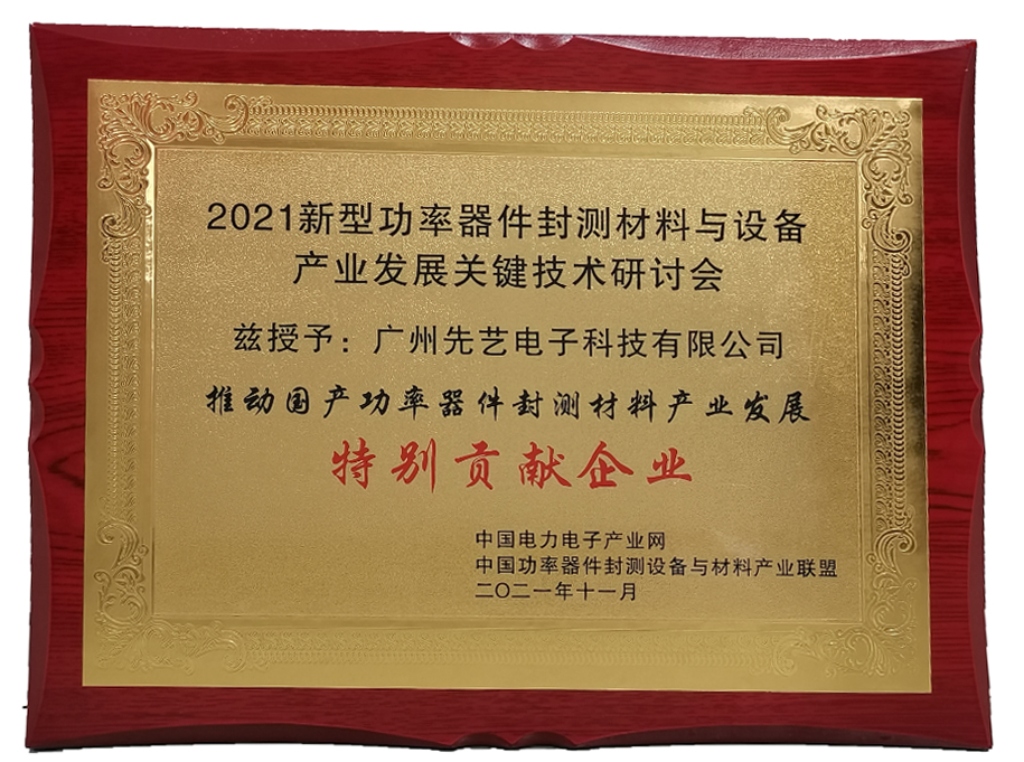 2021新型功率器件封测材料与设备
产业发展关键技术研讨会
兹授予：广州先艺电子科技有限公司
推动国产功率器件封测材料产业发展
特别贡献企业
中国电力电子产业网
中国功率器件封测设备与材料产业联盟
二〇二一年十一月